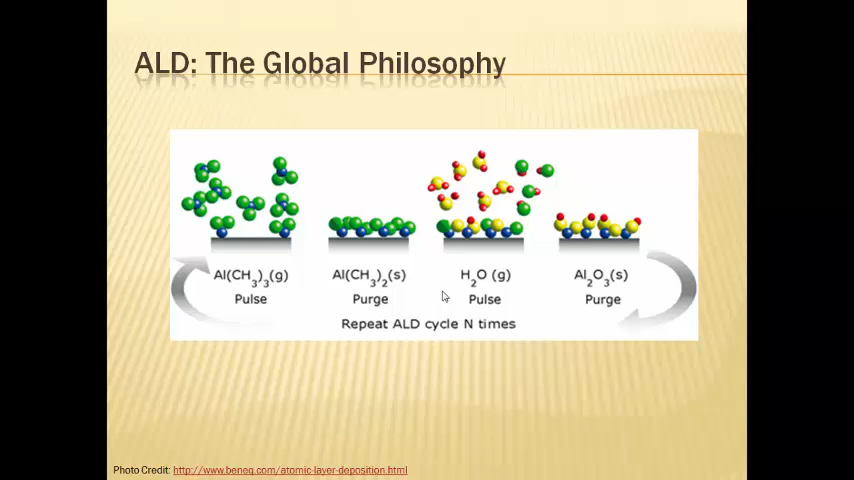 ALD: The Global Philosophy
Al(CH₃)₃(g) Al(CH₃)₂(s) H₂O (g) Al₂O₃(s)
Pulse Purge Pulse Purge
Repeat ALD cycle N times
Photo Credit: http://www.beneq.com/atomic-layer-deposition.html